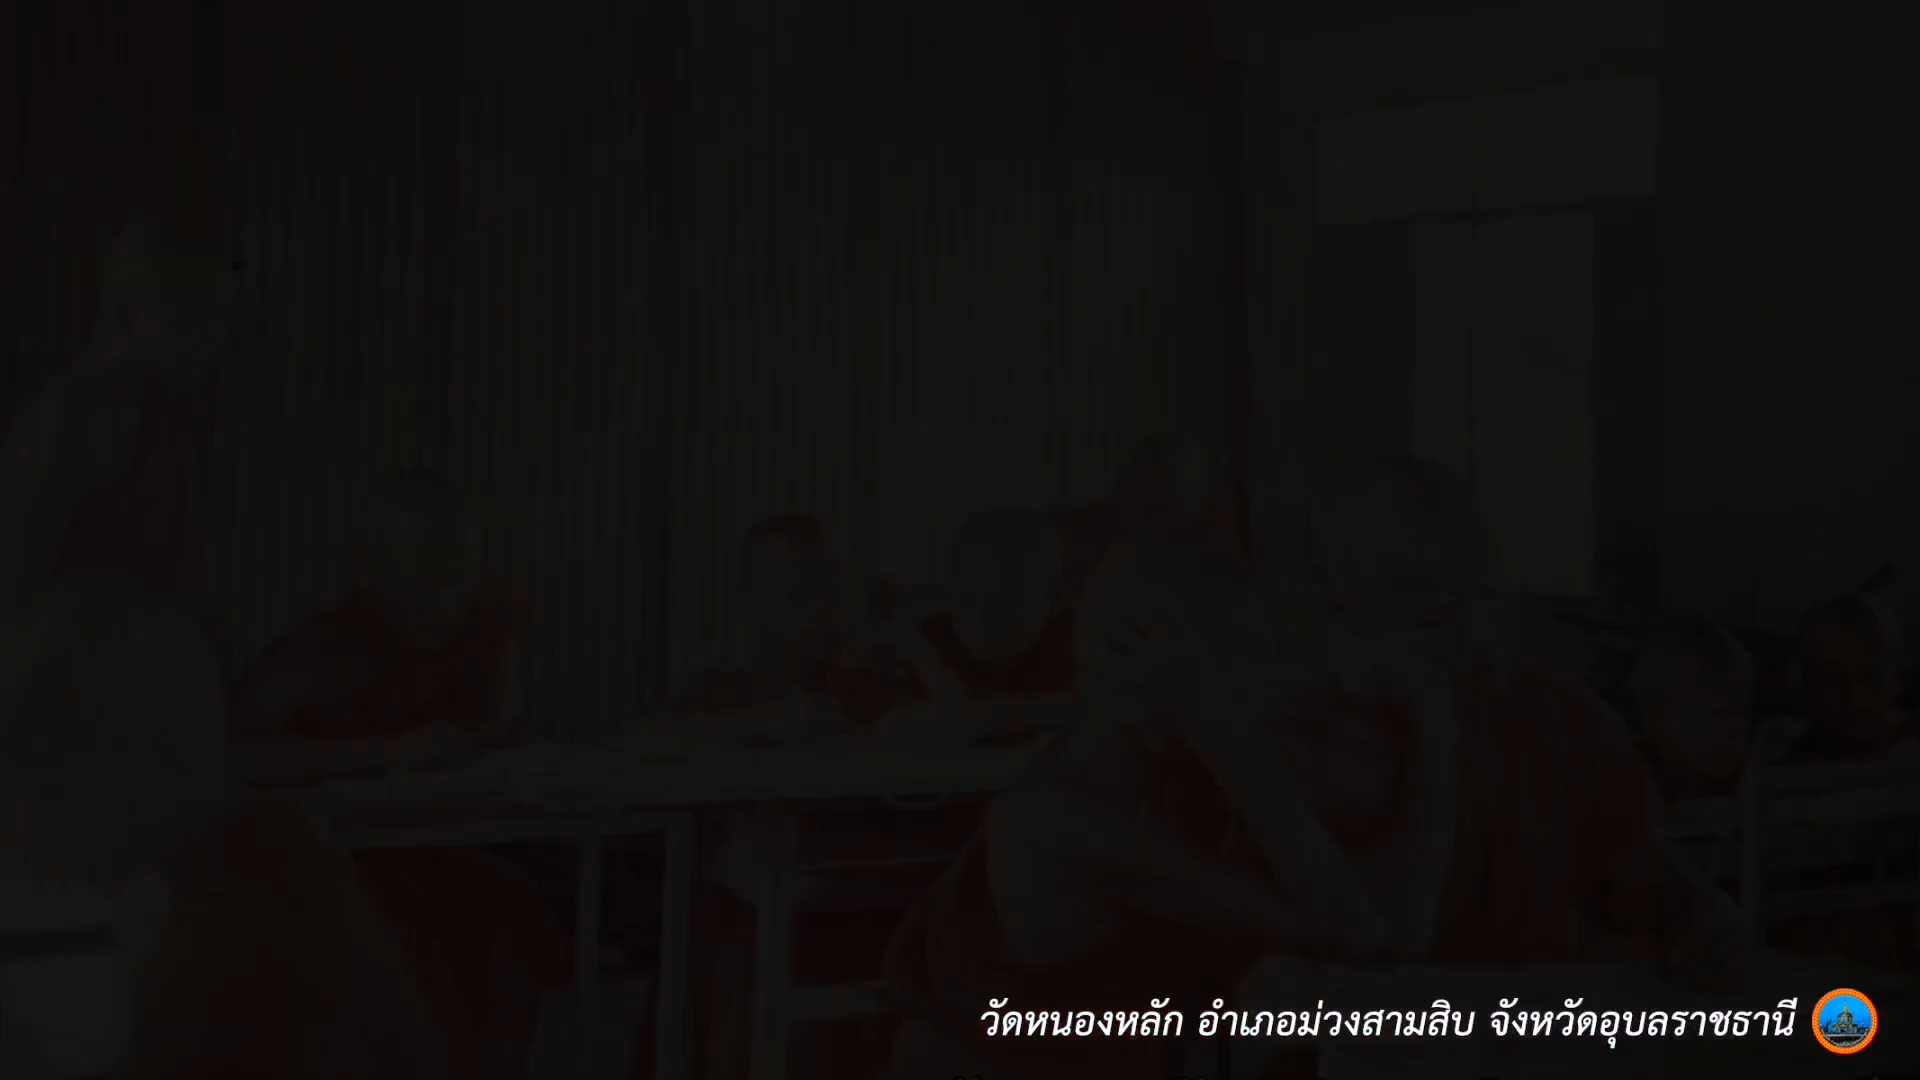 วัดหนองหลัก อำเภอม่วงสามสิบ จังหวัดอุบลราชธานี